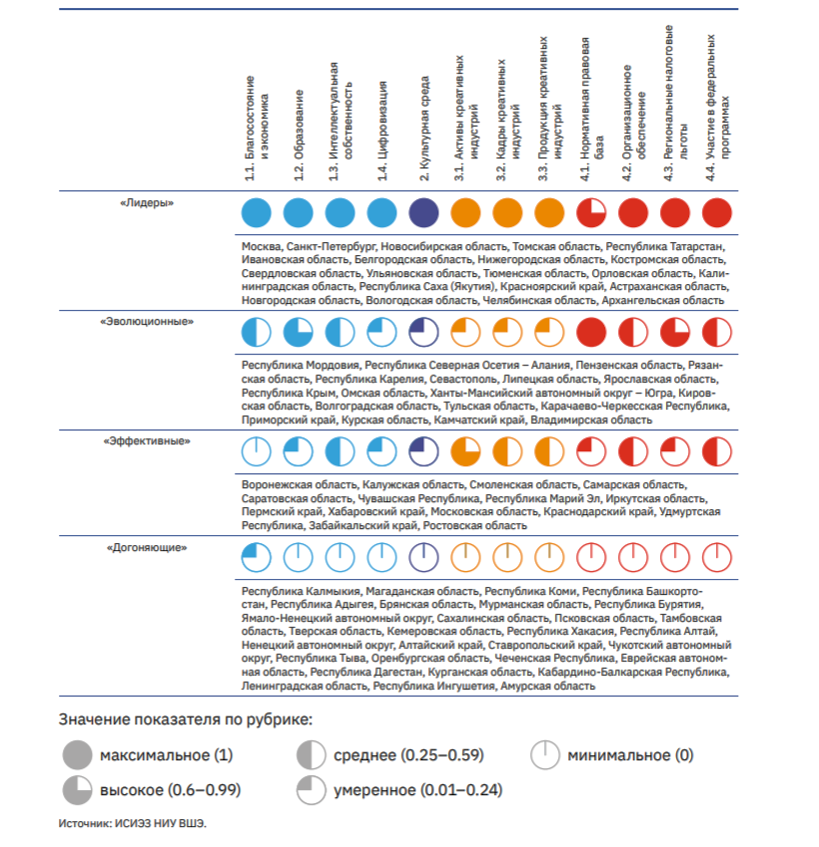 1.1. Благосостояние
и экономика
1.2. Образование
1.3. Интеллектуальная
собственность
1.4. Цифровизация
2. Культурная среда
3.1. Активы креативных
индустрий
3.2. Кадры креативных
индустрий
3.3. Продукция креативных
индустрий
4.1. Нормативная правовая
база
4.2. Организационное
обеспечение
4.3. Региональные налоговые
льготы
4.4. Участие в федеральных
программах
«Лидеры»
Москва, Санкт-Петербург, Новосибирская область, Томская область, Республика Татарстан,
Ивановская область, Белгородская область, Нижегородская область, Костромская область,
Свердловская область, Ульяновская область, Тюменская область, Орловская область, Кали-
нинградская область, Республика Саха (Якутия), Красноярский край, Астраханская область,
Новгородская область, Вологодская область, Челябинская область, Архангельская область
«Эволюционные»
Республика Мордовия, Республика Северная Осетия – Алания, Пензенская область, Рязан-
ская область, Республика Карелия, Севастополь, Липецкая область, Ярославская область,
Республика Крым, Омская область, Ханты-Мансийский автономный округ – Югра, Киров-
ская область, Волгоградская область, Тульская область, Карачаево-Черкесская Республика,
Приморский край, Курская область, Камчатский край, Владимирская область
«Эффективные»
Воронежская область, Калужская область, Смоленская область, Самарская область,
Саратовская область, Чувашская Республика, Республика Марий Эл, Иркутская область,
Пермский край, Хабаровский край, Московская область, Краснодарский край, Удмуртская
Республика, Забайкальский край, Ростовская область
«Догоняющие»
Республика Калмыкия, Магаданская область, Республика Коми, Республика Башкорто-
стан, Республика Адыгея, Брянская область, Мурманская область, Республика Бурятия,
Ямало-Ненецкий автономный округ, Сахалинская область, Псковская область, Тамбовская
область, Тверская область, Кемеровская область, Республика Хакасия, Республика Алтай,
Ненецкий автономный округ, Алтайский край, Ставропольский край, Чукотский автономный
округ, Республика Тыва, Оренбургская область, Чеченская Республика, Еврейская автоном-
ная область, Республика Дагестан, Курганская область, Кабардино-Балкарская Республика,
Ленинградская область, Республика Ингушетия, Амурская область
Значение показателя по рубрике:
максимальное (1)
среднее (0.25–0.59)
минимальное (0)
высокое (0.6–0.99)
умеренное (0.01–0.24)
Источник: ИСИЭЗ НИУ ВШЭ.